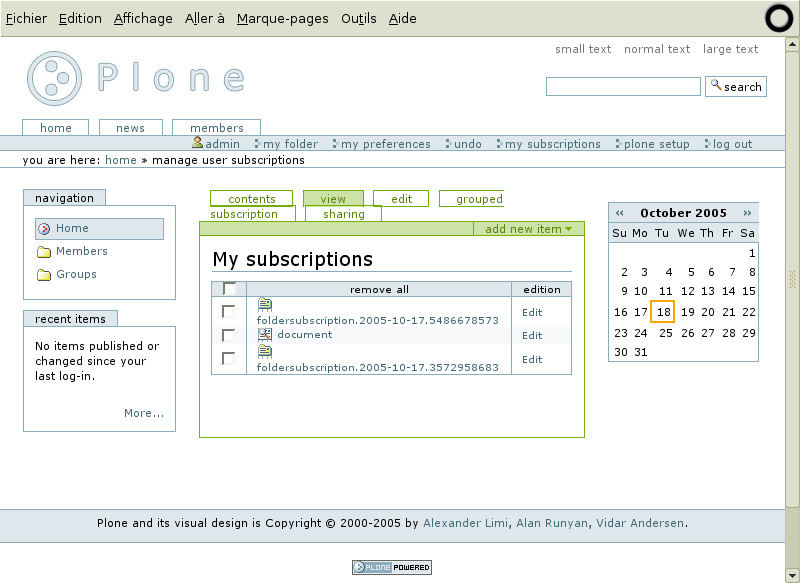 Fichier Edition Affichage Aller à Marque-pages Outils Aide
small text normal text large text
Plone
search
home news members
admin my folder my preferences undo my subscriptions plone setup log out
you are here: home » manage user subscriptions
navigation
Home
Members
Groups
recent items
No items published or
changed since your
last log-in.
More...
contents view edit grouped
subscription sharing
add new item
My subscriptions
remove all edition
foldersubscription.2005-10-17.5486678573 Edit
document Edit
foldersubscription.2005-10-17.3572958683 Edit
« October 2005 »
Su Mo Tu We Th Fr Sa
1
2 3 4 5 6 7 8
9 10 11 12 13 14 15
16 17 18 19 20 21 22
23 24 25 26 27 28 29
30 31
Plone and its visual design is Copyright © 2000-2005 by Alexander Limi, Alan Runyan, Vidar Andersen.
PLONE POWERED